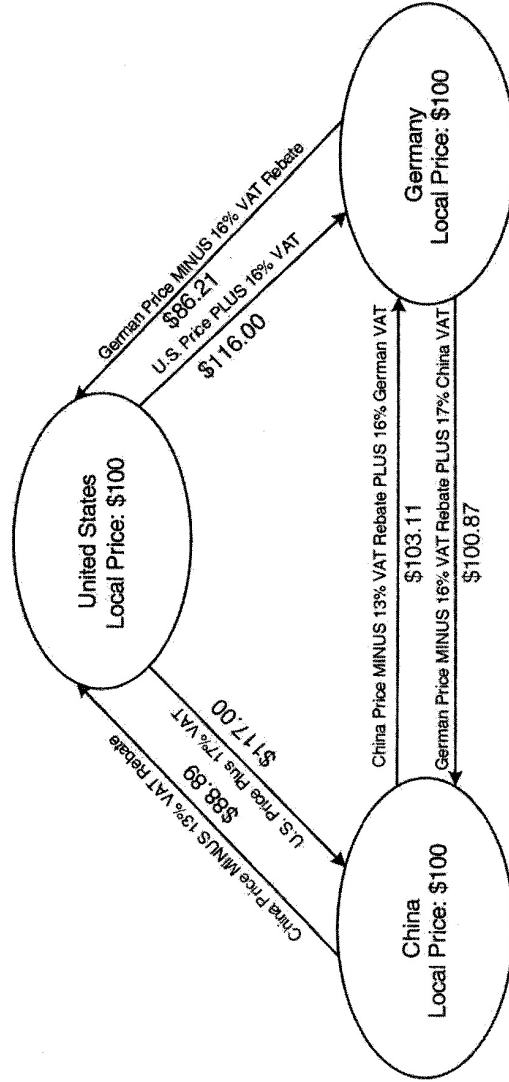 United States
Local Price: $100
German Price MINUS 16% VAT Rebate
$86.21
U.S. Price PLUS 16% VAT
$116.00
China Price MINUS 13% VAT Rebate
$88.89
U.S. Price Plus 17% VAT
$117.00
China Price MINUS 13% VAT Rebate PLUS 16% German VAT
$103.11
German Price MINUS 16% VAT Rebate PLUS 17% China VAT
$100.87
China
Local Price: $100
Germany
Local Price: $100